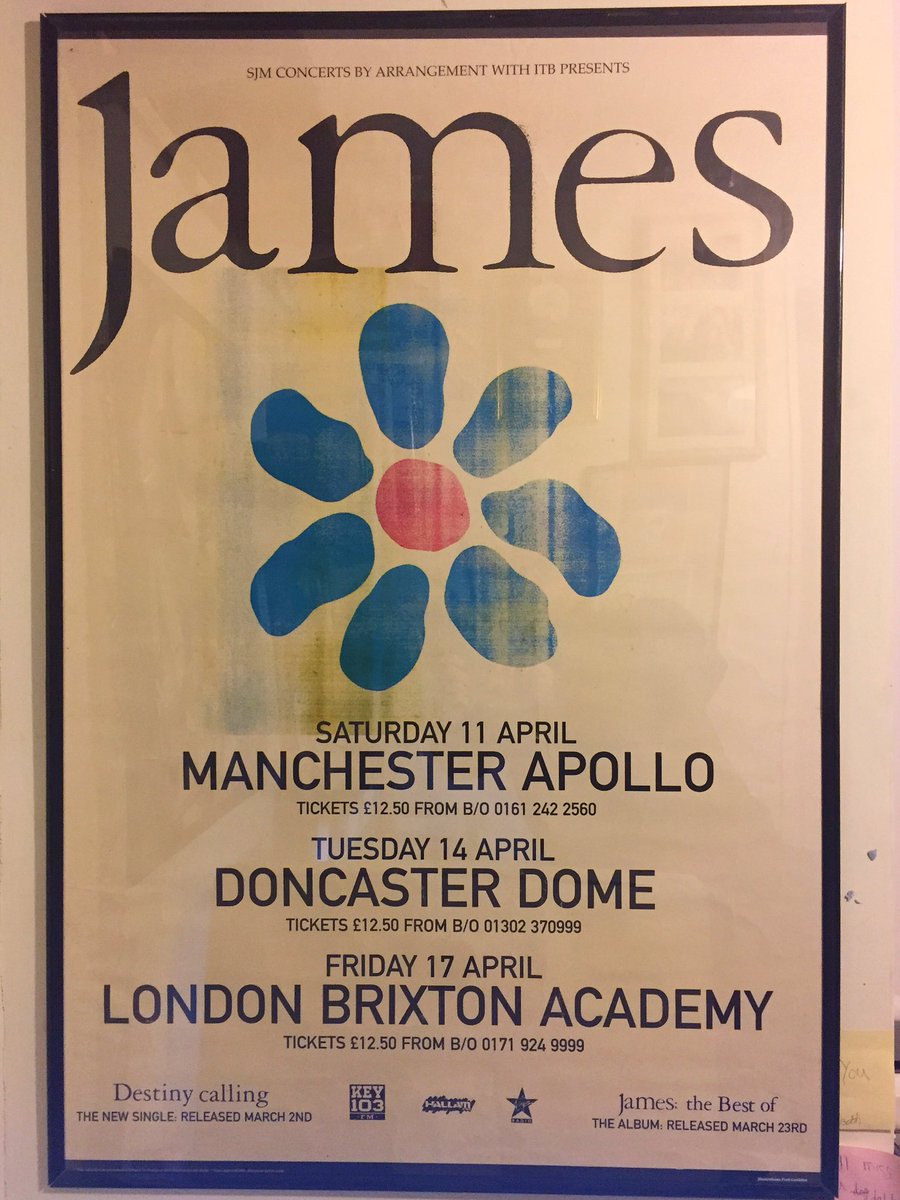 SJM CONCERTS BY ARRANGEMENT WITH ITB PRESENTS
James
SATURDAY 11 APRIL
MANCHESTER APOLLO
TICKETS £12.50 FROM B/O 0161 242 2560
TUESDAY 14 APRIL
DONCASTER DOME
TICKETS £12.50 FROM B/O 01302 370999
FRIDAY 17 APRIL
LONDON BRIXTON ACADEMY
TICKETS £12.50 FROM B/O 0171 924 9999
Destiny calling
THE NEW SINGLE: RELEASED MARCH 2ND
KEY
103
FM
HALLAM
RADIO
James: the Best of
THE ALBUM: RELEASED MARCH 23RD
You